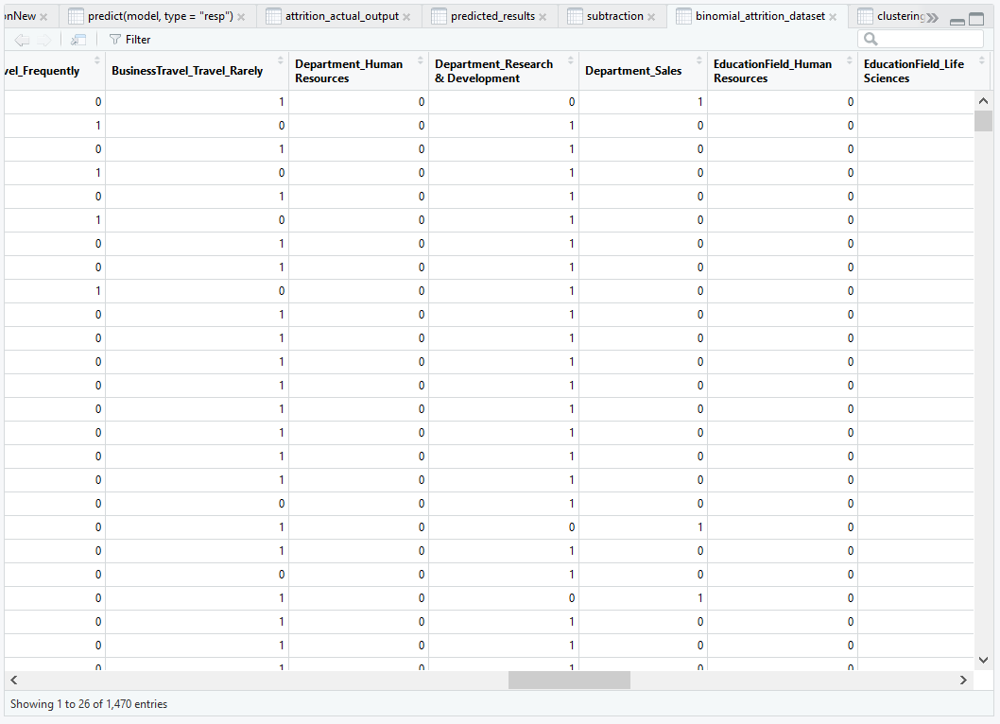 onNew predict(model, type = "resp") attrition_actual_output predicted_results subtraction binomial_attrition_dataset clustering
Filter
vel_Frequently BusinessTravel_Travel_Rarely Department_Human Resources Department_Research & Development Department_Sales EducationField_Human Resources EducationField_Life Sciences
0 1 0 0 1 0
1 0 0 1 0 0
0 1 0 1 0 0
1 0 0 1 0 0
0 1 0 1 0 0
1 0 0 1 0 0
0 1 0 1 0 0
0 1 0 1 0 0
1 0 0 1 0 0
0 1 0 1 0 0
0 1 0 1 0 0
0 1 0 1 0 0
0 1 0 1 0 0
0 1 0 1 0 0
0 1 0 1 0 0
0 1 0 1 0 0
0 1 0 1 0 0
0 0 0 1 0 0
0 1 0 0 1 0
0 1 0 1 0 0
0 0 0 1 0 0
0 1 0 0 1 0
0 1 0 1 0 0
0 1 0 1 0 0
0 1 0 1 0 0
Showing 1 to 26 of 1,470 entries